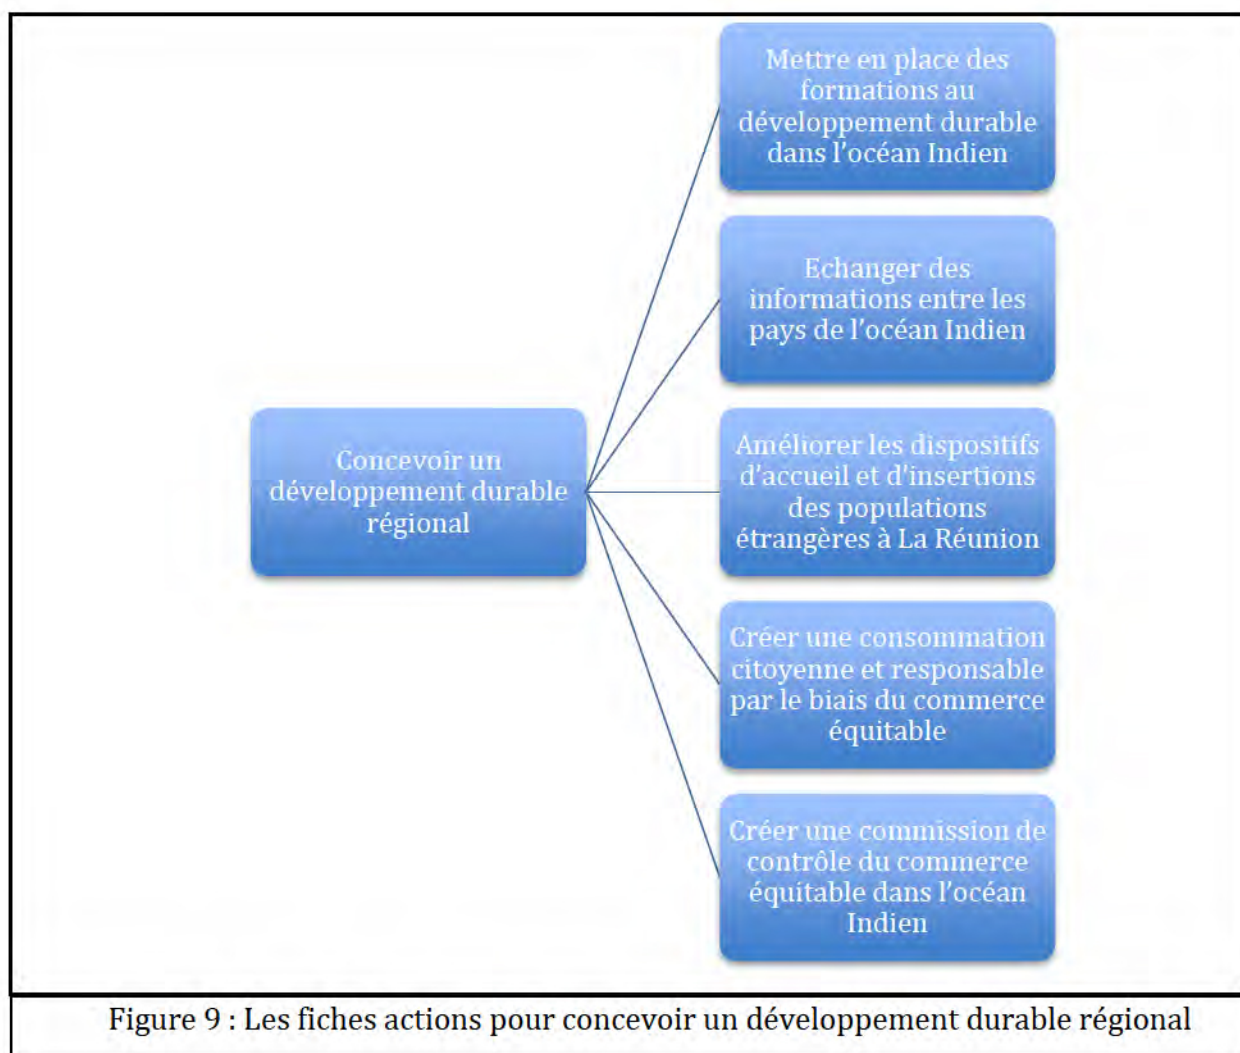 Mettre en place des
formations au
développement durable
dans l'océan Indien
Echanger des
informations entre les
pays de l'océan Indien
Concevoir un
développement durable
régional
Améliorer les dispositifs
d'accueil et d'insertions
des populations
étrangères à La Réunion
Créer une consommation
citoyenne et responsable
par le biais du commerce
équitable
Créer une commission de
contrôle du commerce
équitable dans l'océan
Indien
Figure 9 : Les fiches actions pour concevoir un développement durable régional